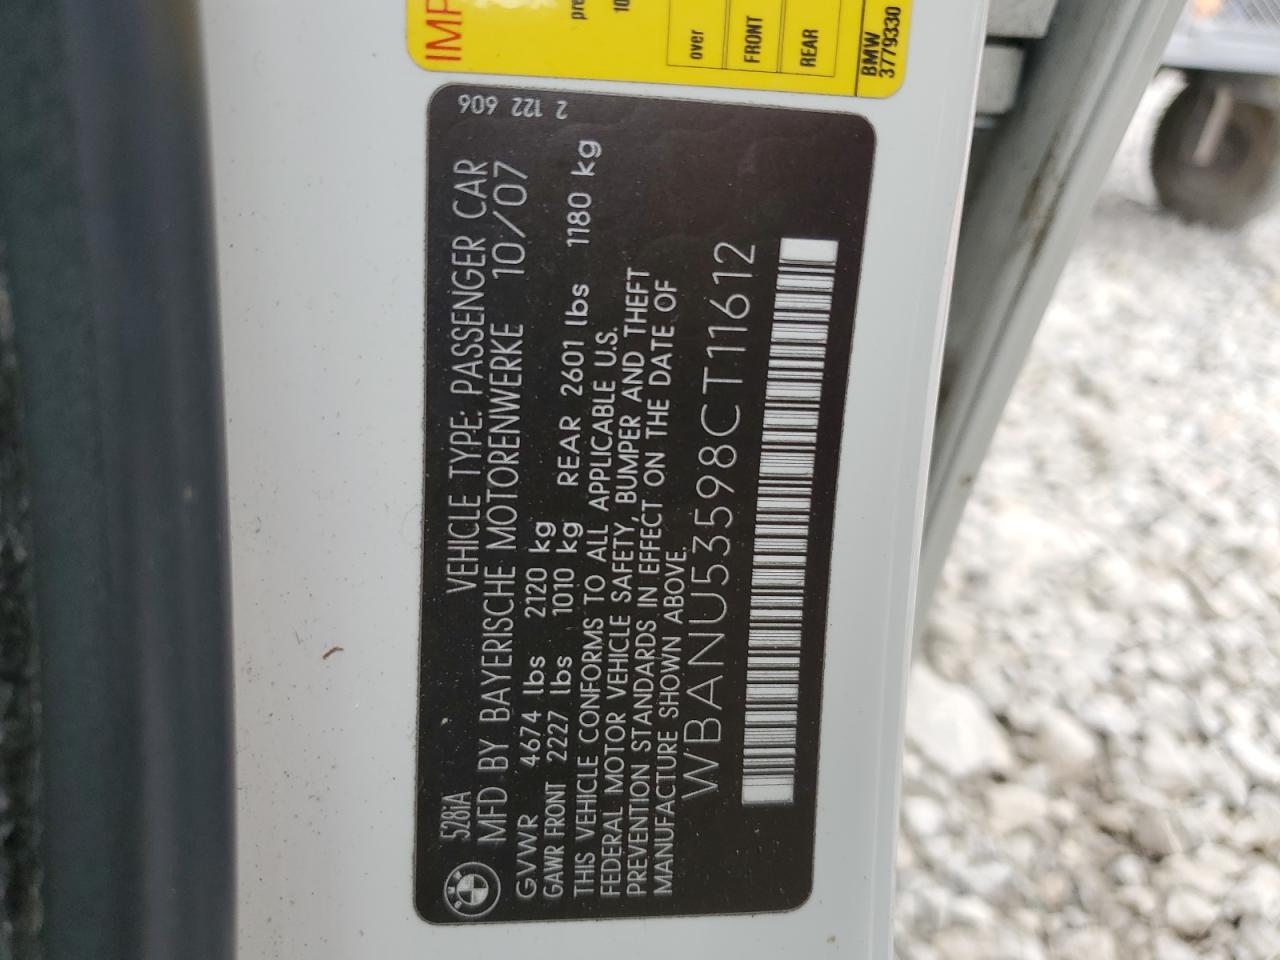 528iA VEHICLE TYPE: PASSENGER CAR
MFD BY BAYERISCHE MOTORENWERKE 10/07
GVWR 4674 lbs 2120 kg
GAWR FRONT 2227 lbs 1010 kg REAR 2601 lbs 1180 kg
THIS VEHICLE CONFORMS TO ALL APPLICABLE U.S.
FEDERAL MOTOR VEHICLE SAFETY, BUMPER AND THEFT
PREVENTION STANDARDS IN EFFECT ON THE DATE OF
MANUFACTURE SHOWN ABOVE.
WBANU53598CT11612
2 122 606
over
FRONT
REAR
BMW
3779330